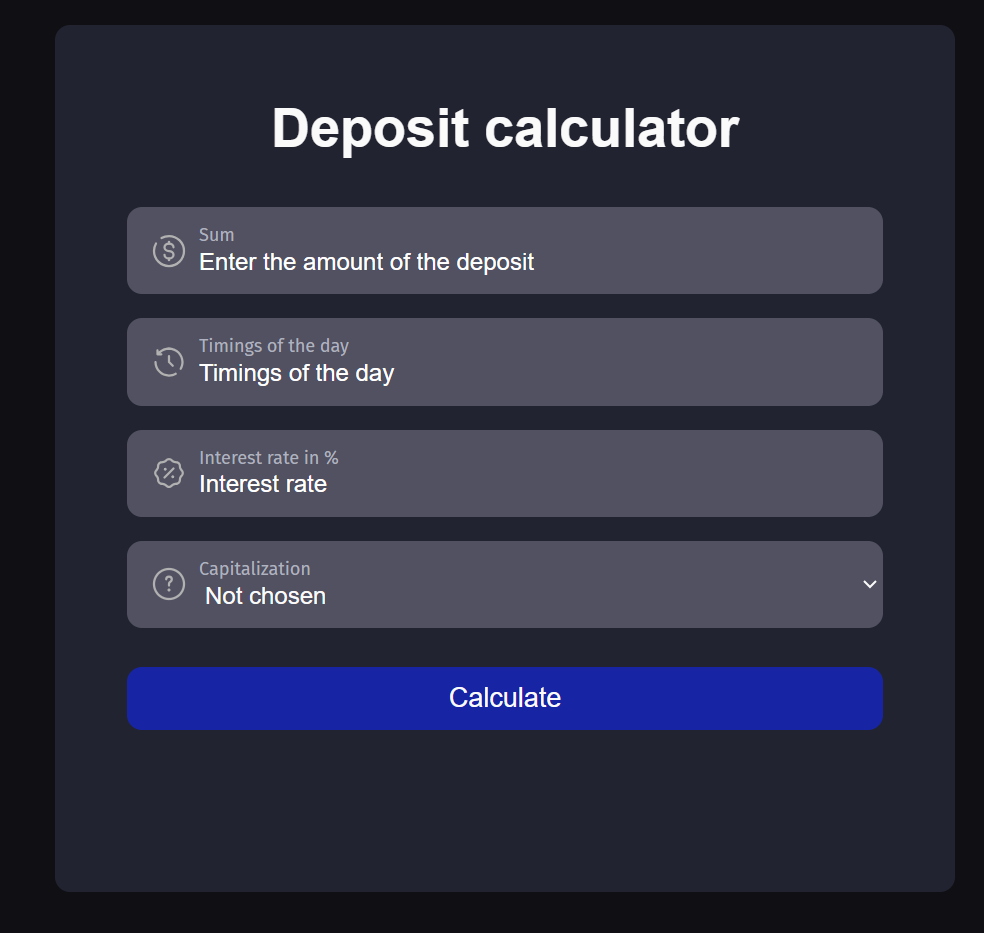 Deposit calculator
Sum
Enter the amount of the deposit
Timings of the day
Timings of the day
Interest rate in %
Interest rate
Capitalization
Not chosen
Calculate